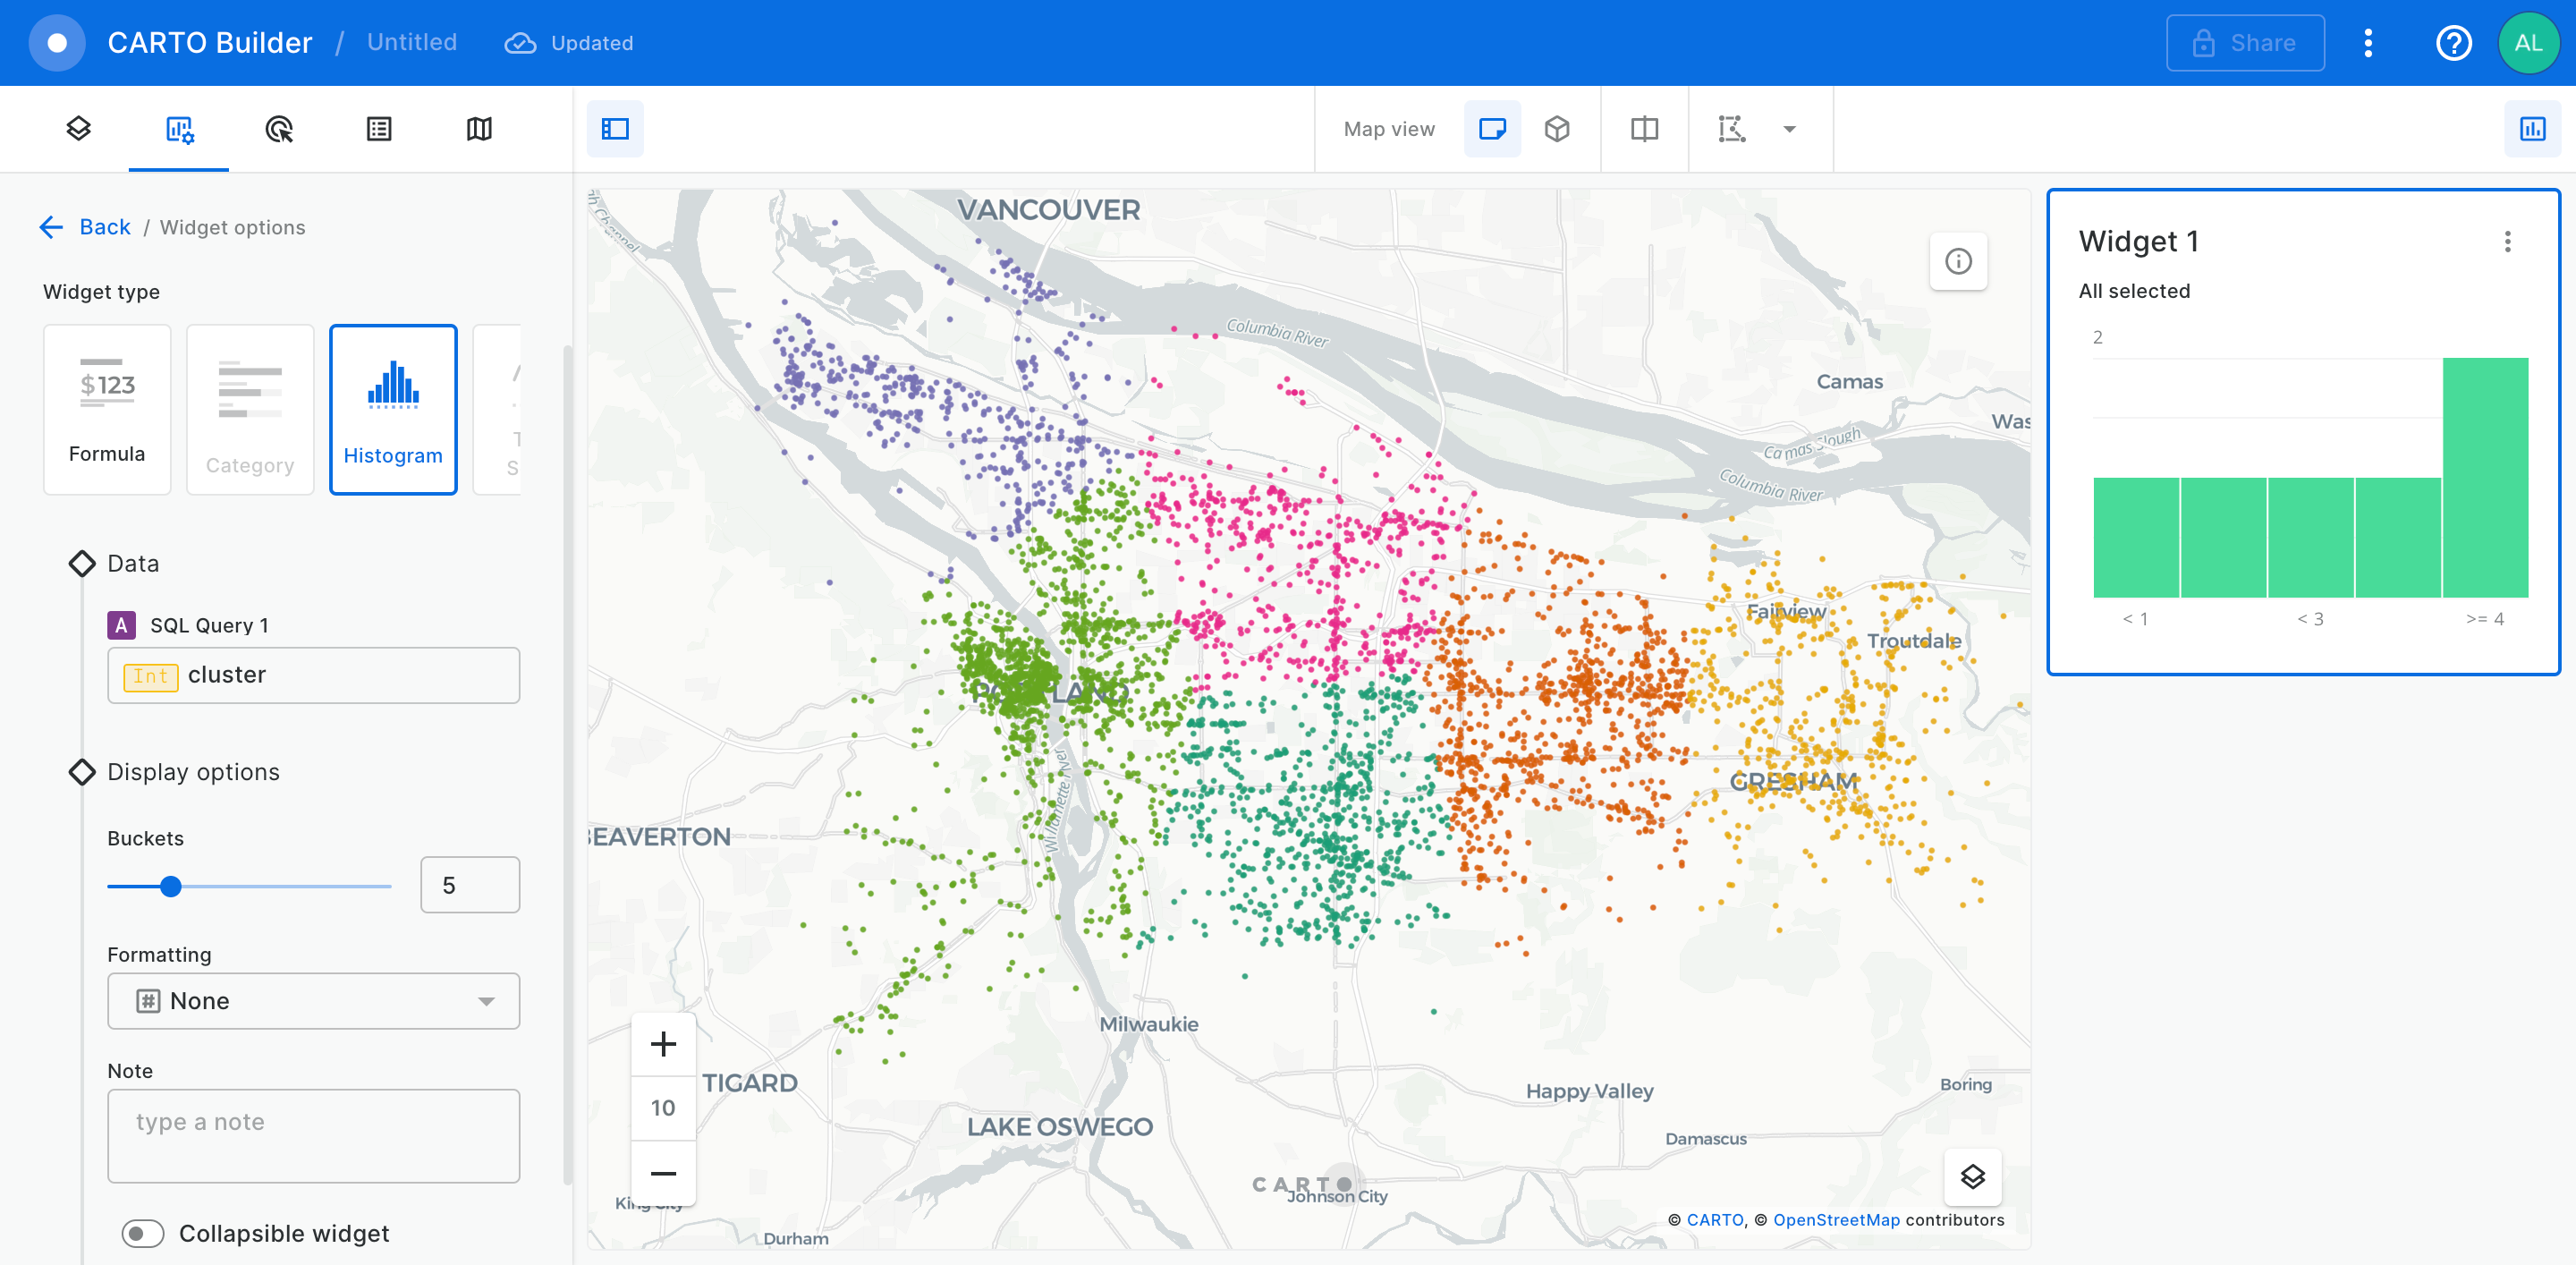 CARTO Builder / Untitled Updated Share AL
Map view
Back / Widget options
Widget type
$123
Formula
Category
Histogram
T
S
Data
A SQL Query 1
Int cluster
Display options
Buckets
5
Formatting
# None
Note
type a note
Collapsible widget
VANCOUVER
Columbia River
Camas
Camas Slough
Columbia River
Fairview
Troutdale
PORTLAND
Willamette River
GRESHAM
BEAVERTON
Milwaukie
TIGARD
Happy Valley
Boring
LAKE OSWEGO
Damascus
CARTO
Johnson City
King City
Durham
+
10
−
© CARTO, © OpenStreetMap contributors
Widget 1
All selected
2
< 1
< 3
>= 4